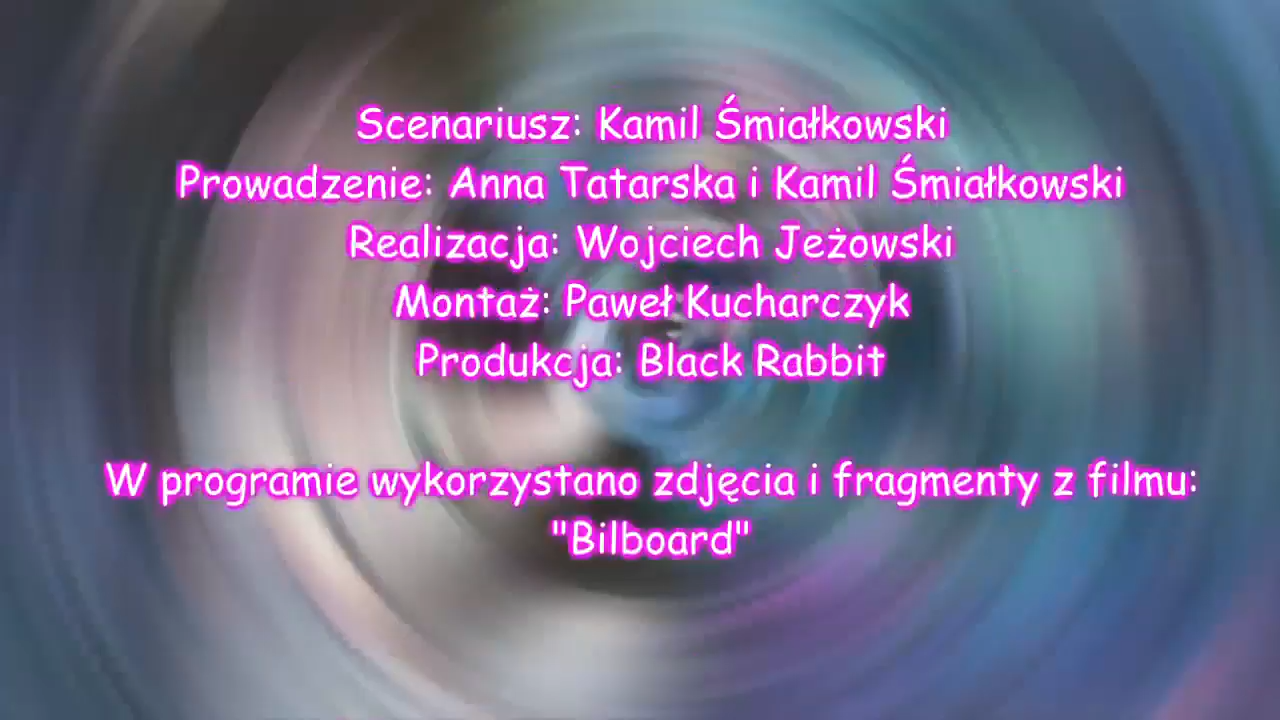 Scenariusz: Kamil Śmiałkowski
Prowadzenie: Anna Tatarska i Kamil Śmiałkowski
Realizacja: Wojciech Jeżowski
Montaż: Paweł Kucharczyk
Produkcja: Black Rabbit
W programie wykorzystano zdjęcia i fragmenty z filmu:
"Bilboard"